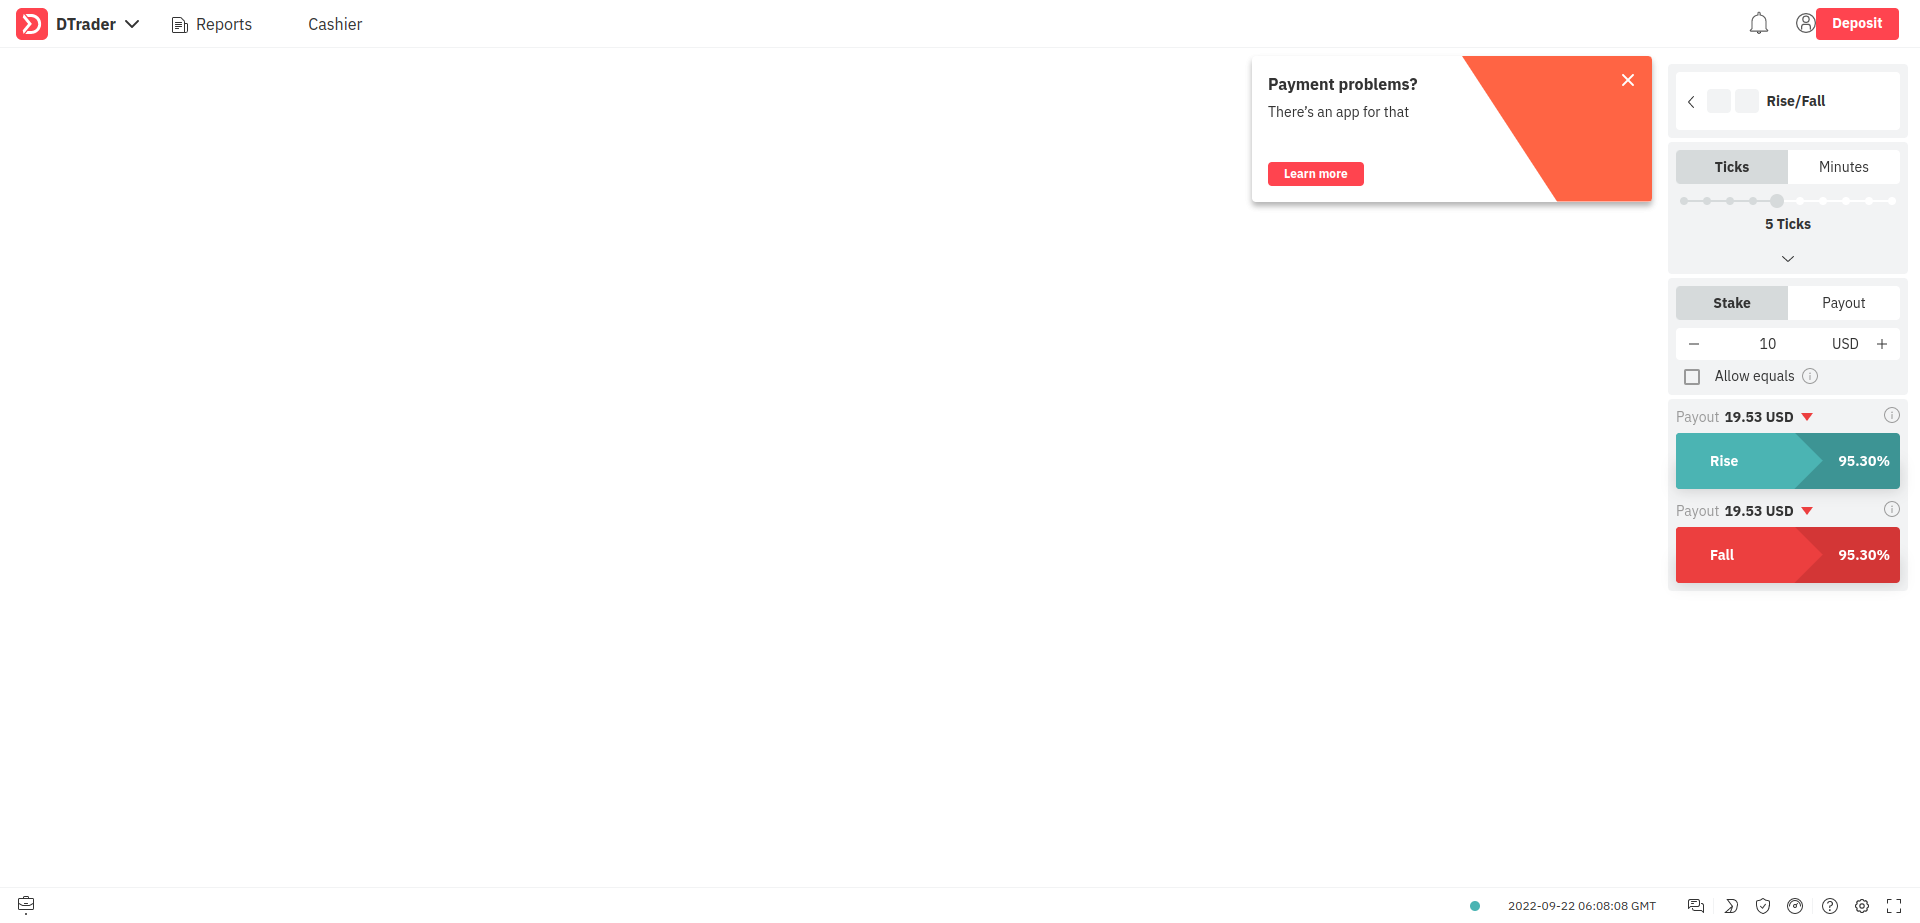 DTrader
Reports
Cashier
Deposit
Payment problems?
There's an app for that
Learn more
Rise/Fall
Ticks
Minutes
5 Ticks
Stake
Payout
10
USD
Allow equals
Payout 19.53 USD
Rise
95.30%
Payout 19.53 USD
Fall
95.30%
2022-09-22 06:08:08 GMT